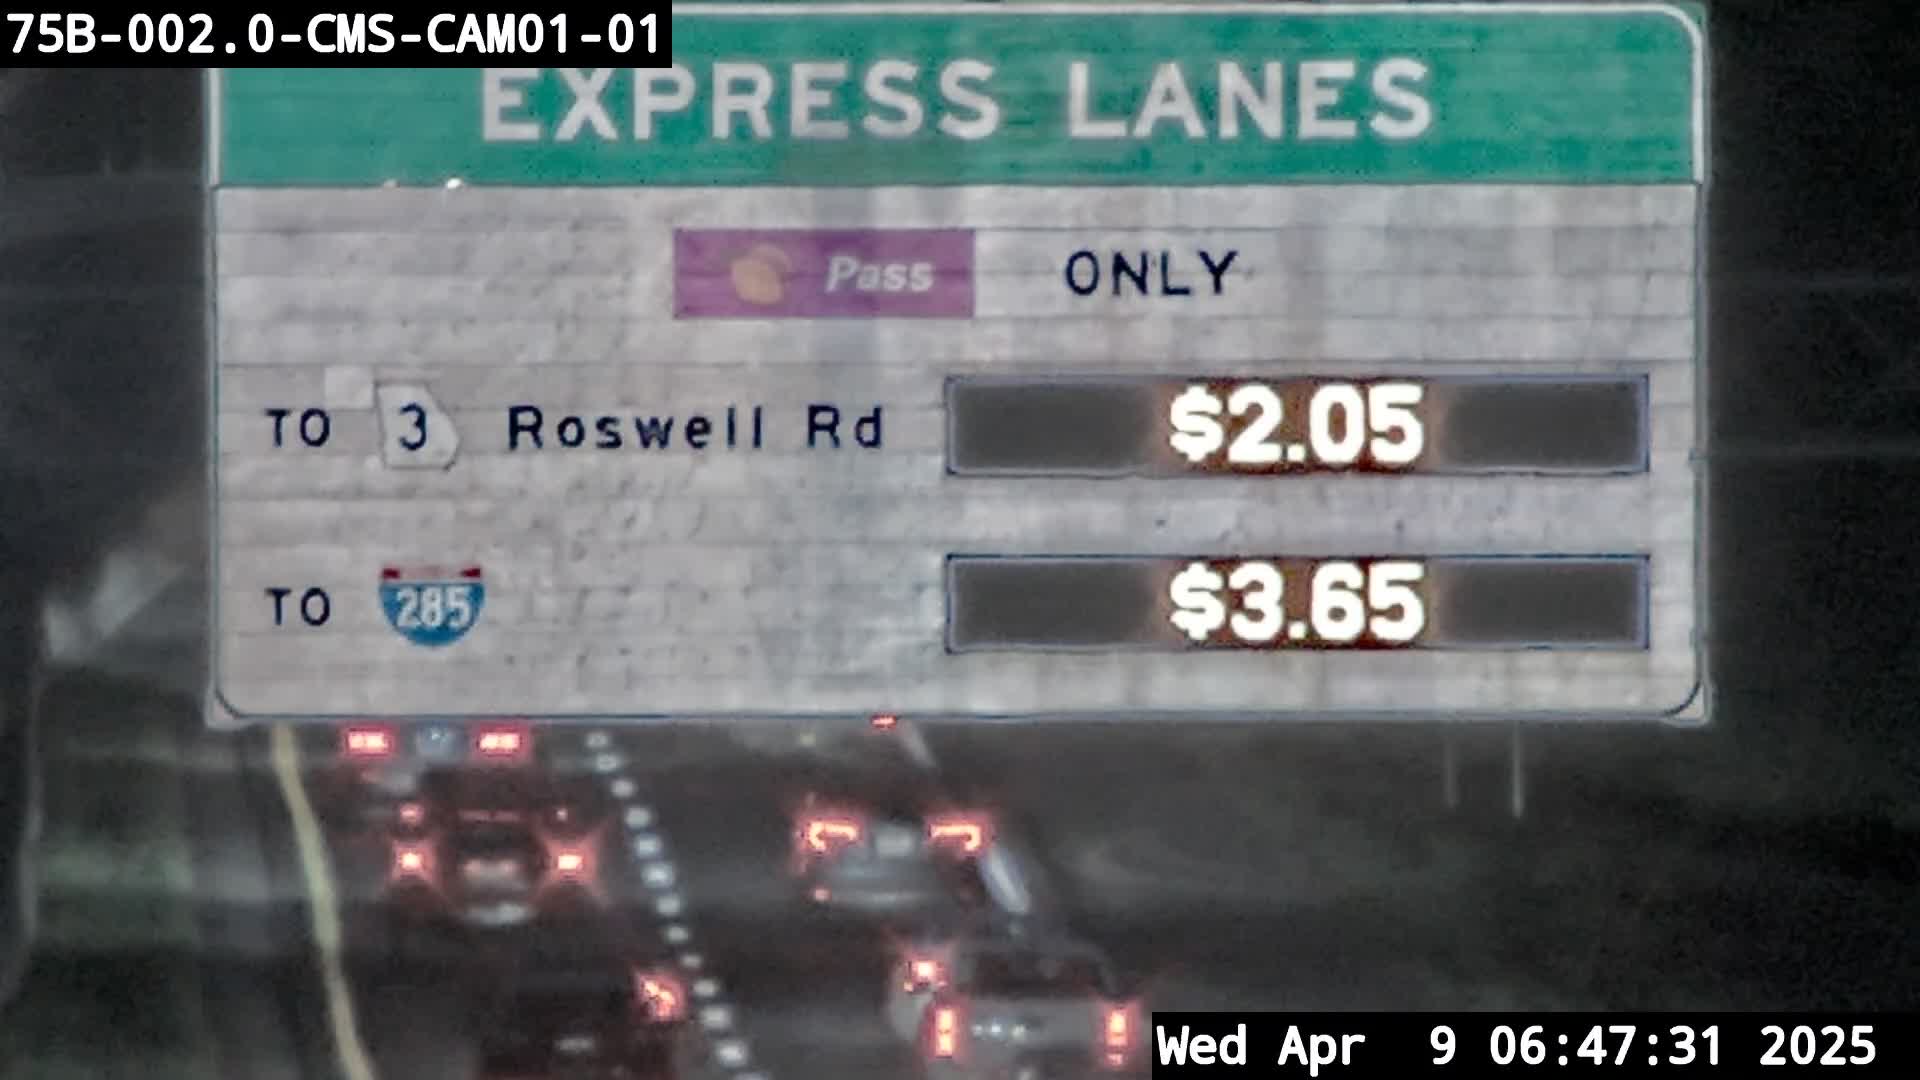 75B-002.0-CMS-CAM01-01
EXPRESS LANES
Pass ONLY
TO 3 Roswell Rd $2.05
TO 285 $3.65
Wed Apr 9 06:47:31 2025